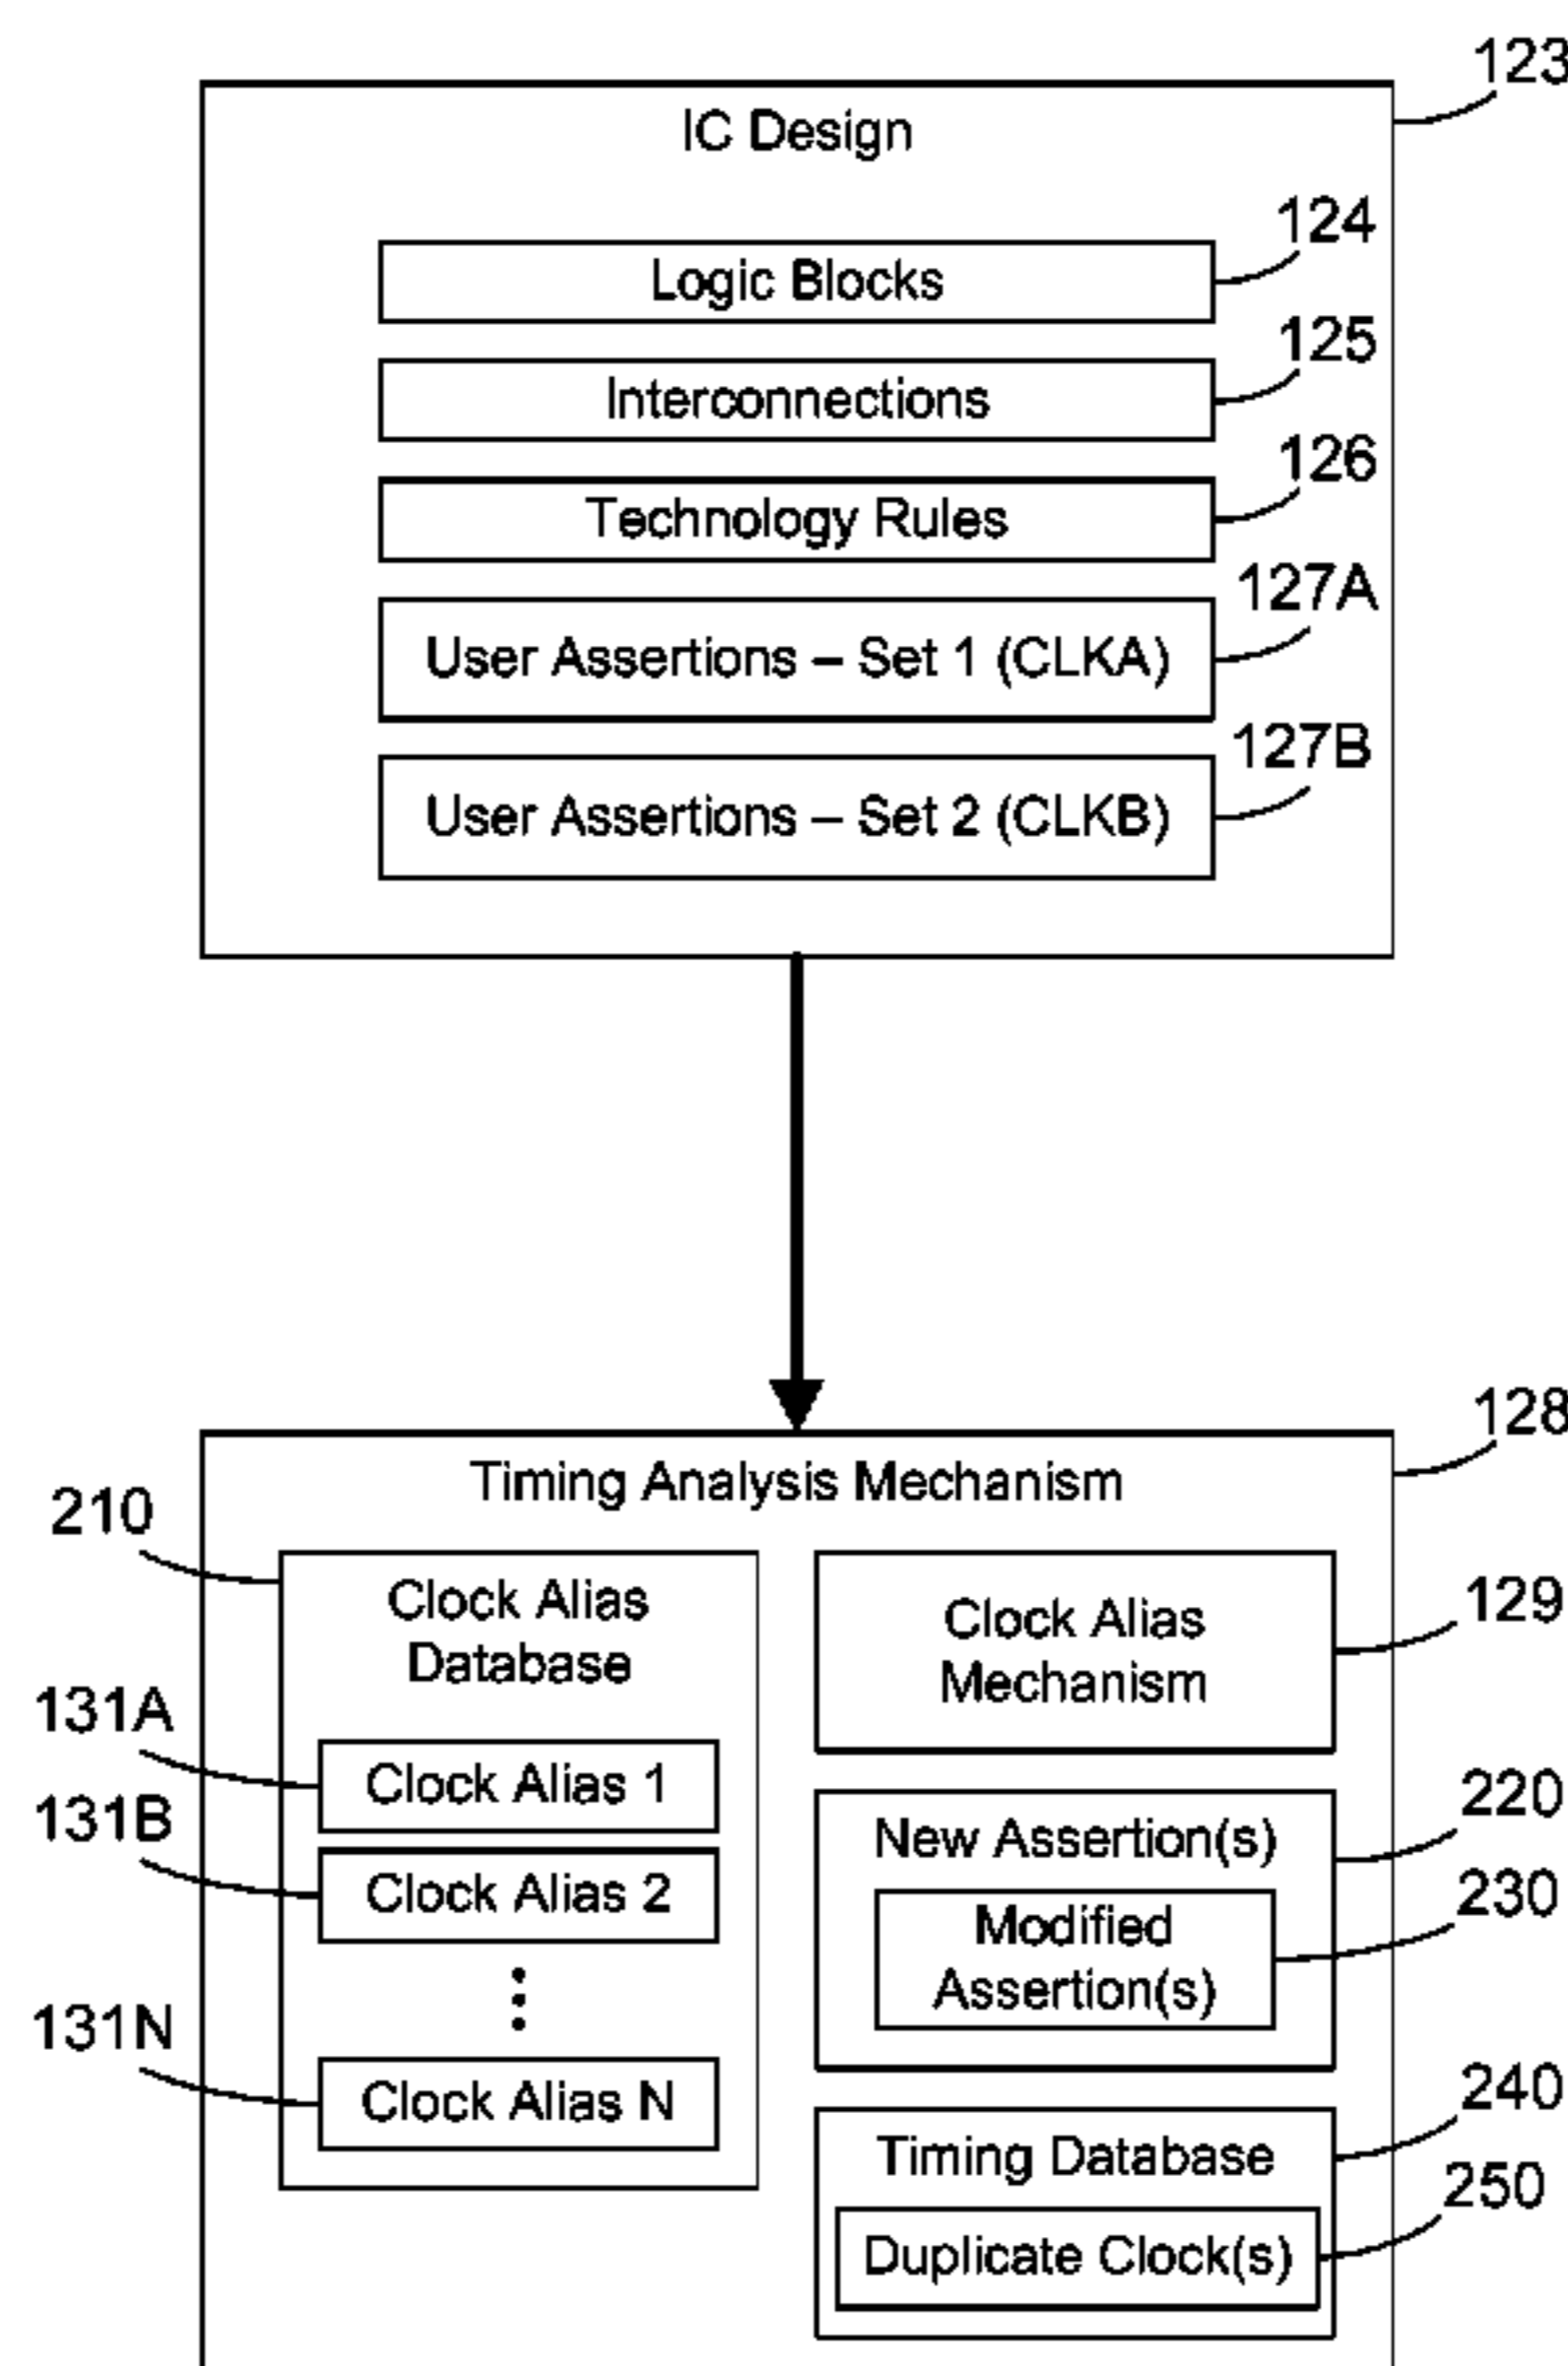 123
IC Design
124
Logic Blocks
125
Interconnections
126
Technology Rules
127A
User Assertions – Set 1 (CLKA)
127B
User Assertions – Set 2 (CLKB)
128
Timing Analysis Mechanism
210
Clock Alias
Database
131A
Clock Alias 1
131B
Clock Alias 2
131N
Clock Alias N
129
Clock Alias
Mechanism
220
New Assertion(s)
230
Modified
Assertion(s)
240
Timing Database
250
Duplicate Clock(s)